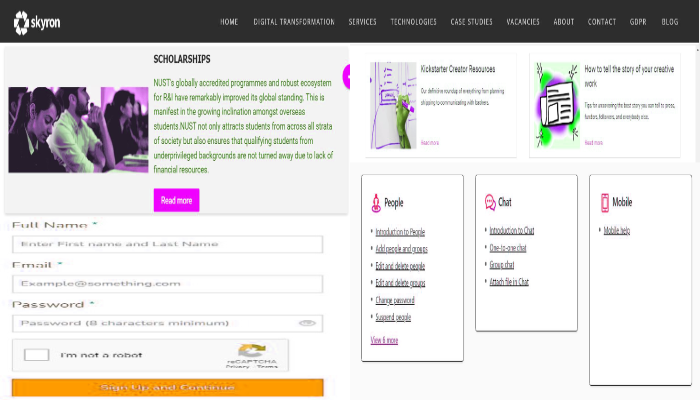 skyron
HOME DIGITAL TRANSFORMATION SERVICES TECHNOLOGIES CASE STUDIES VACANCIES ABOUT CONTACT GDPR BLOG
SCHOLARSHIPS
NUST's globally accredited programmes and robust ecosystem
for R&I have remarkably improved its global standing. This is
manifest in the growing inclination amongst overseas
students.NUST not only attracts students from across all strata
of society but also ensures that qualifying students from
underprivileged backgrounds are not turned away due to lack of
financial resources.
Read more
Full Name *
Enter First name and Last Name
Email *
Example@something.com
Password *
Password (8 characters minimum)
I'm not a robot
reCAPTCHA
Privacy - Terms
Sign Up and Continue
Kickstarter Creator Resources
Our definitive roundup of everything from planning
shipping to communicating with backers.
Read more
How to tell the story of your creative
work
Tips for answering the best story you can tell to press,
funders, followers, and everybody else.
Read more
People
Introduction to People
Add people and groups
Edit and delete people
Edit and delete groups
Change password
Suspend people
View 6 more
Chat
Introduction to Chat
One-to-one chat
Group chat
Attach file in Chat
Mobile
Mobile help